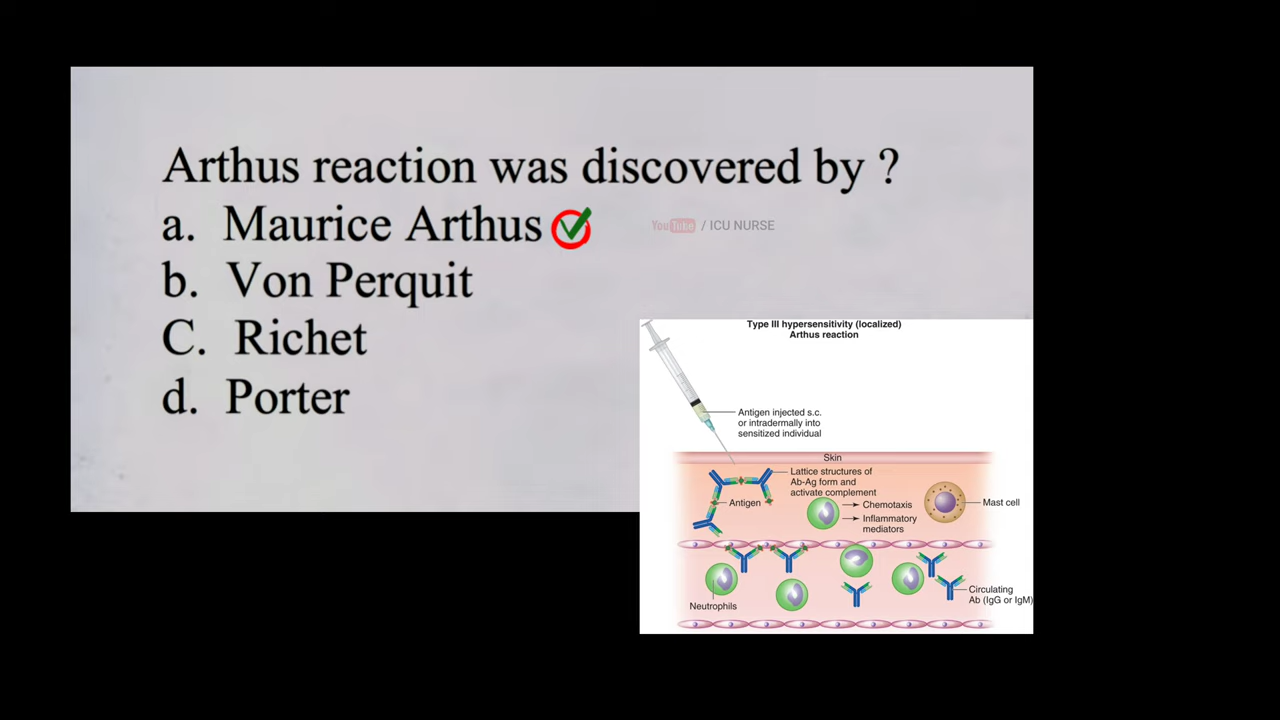 Arthus reaction was discovered by ?
a. Maurice Arthus
b. Von Perquit
C. Richet
d. Porter
YouTube / ICU NURSE
Type III hypersensitivity (localized)
Arthus reaction
Antigen injected s.c.
or intradermally into
sensitized individual
Skin
Lattice structures of
Ab-Ag form and
activate complement
Antigen
Chemotaxis
Inflammatory
mediators
Mast cell
Neutrophils
Circulating
Ab (IgG or IgM)